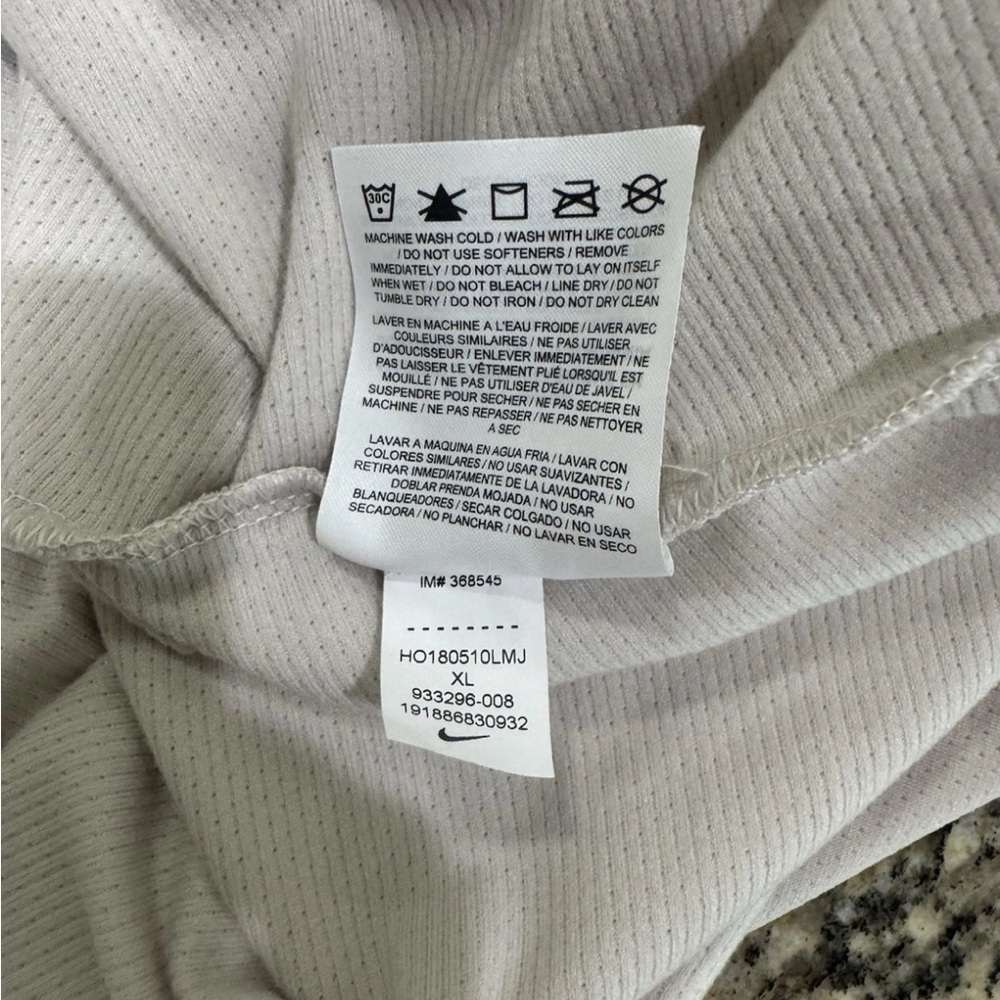 30C
MACHINE WASH COLD / WASH WITH LIKE COLORS
/ DO NOT USE SOFTENERS / REMOVE
IMMEDIATELY / DO NOT ALLOW TO LAY ON ITSELF
WHEN WET / DO NOT BLEACH / LINE DRY / DO NOT
TUMBLE DRY / DO NOT IRON / DO NOT DRY CLEAN
LAVER EN MACHINE A L'EAU FROIDE / LAVER AVEC
COULEURS SIMILAIRES / NE PAS UTILISER
D'ADOUCISSEUR / ENLEVER IMMEDIATEMENT / NE
PAS LAISSER LE VÊTEMENT PLIÉ LORSQU'IL EST
MOUILLÉ / NE PAS UTILISER D'EAU DE JAVEL /
SUSPENDRE POUR SECHER / NE PAS SECHER EN
MACHINE / NE PAS REPASSER / NE PAS NETTOYER
A SEC
LAVAR A MAQUINA EN AGUA FRIA / LAVAR CON
COLORES SIMILARES / NO USAR SUAVIZANTES /
RETIRAR INMEDIATAMENTE DE LA LAVADORA / NO
DOBLAR PRENDA MOJADA / NO USAR
BLANQUEADORES / SECAR COLGADO / NO USAR
SECADORA / NO PLANCHAR / NO LAVAR EN SECO
IM# 368545
--------
HO180510LMJ
XL
933296-008
191886830932